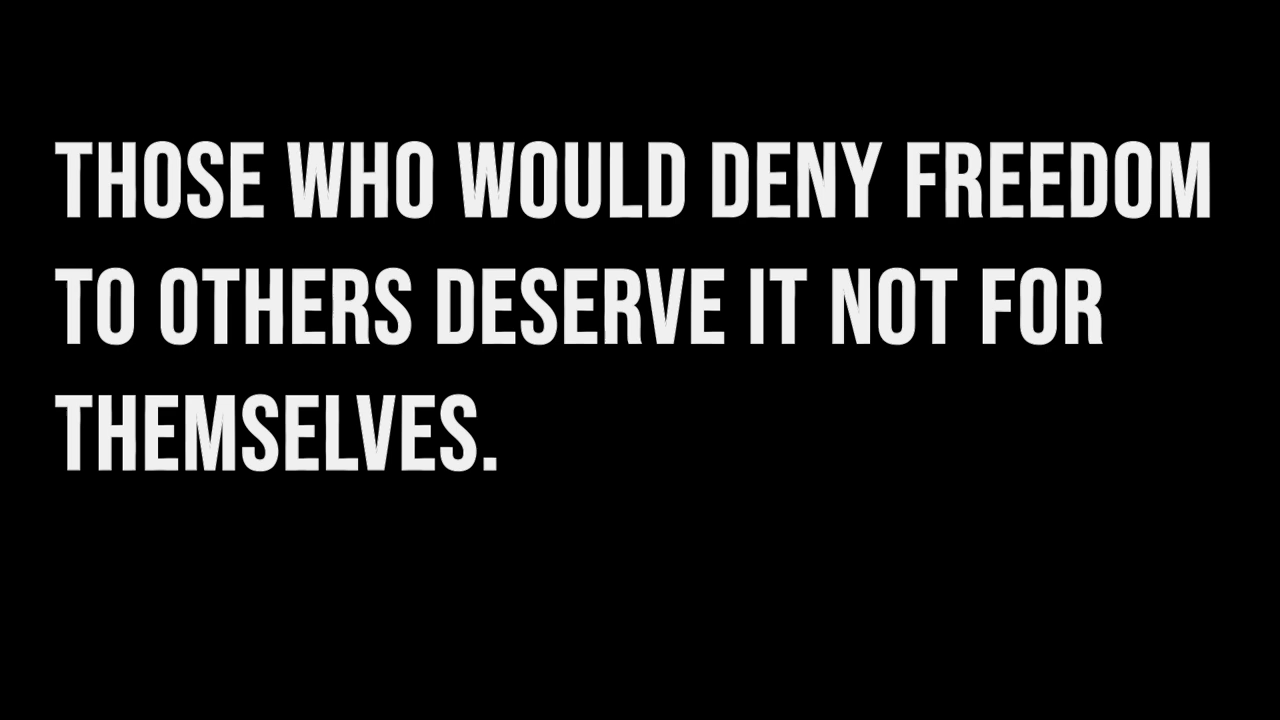 THOSE WHO WOULD DENY FREEDOM
TO OTHERS DESERVE IT NOT FOR
THEMSELVES.